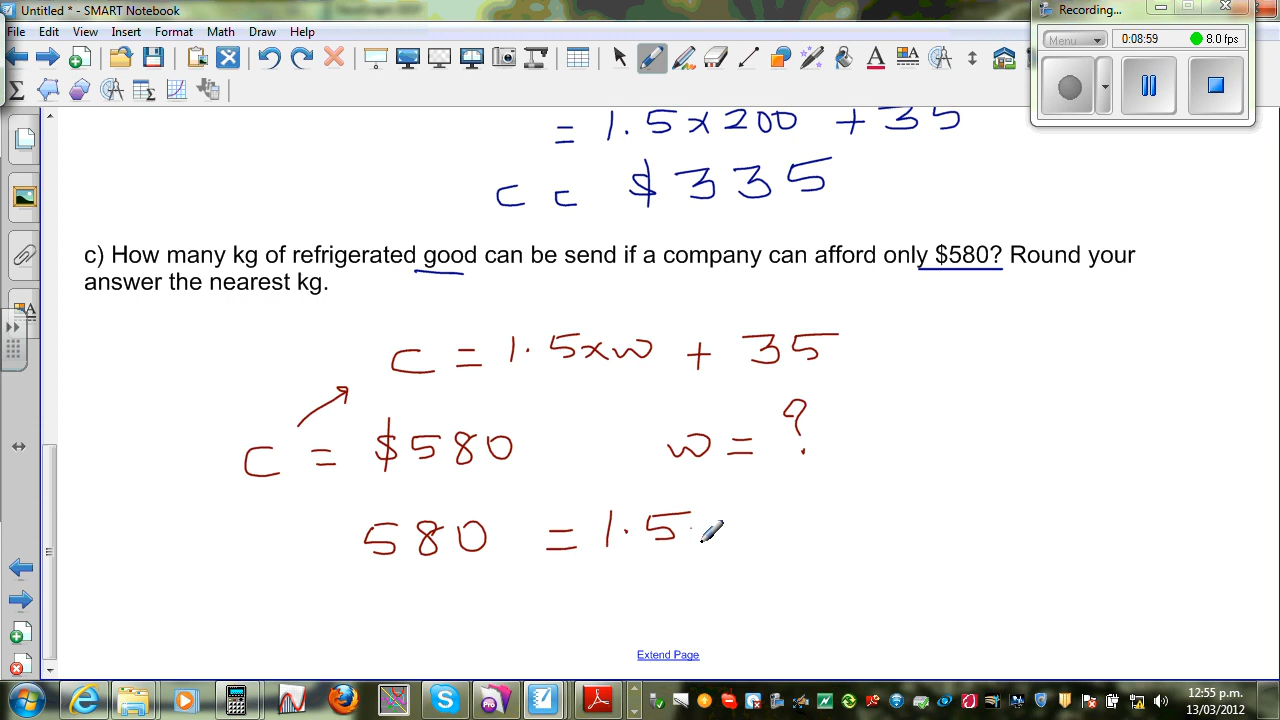 Untitled * - SMART Notebook
Recording...
File Edit View Insert Format Math Draw Help
Menu
0:08:59
8.0 fps
= 1.5 x 200 + 35
c = $335
c) How many kg of refrigerated good can be send if a company can afford only $580? Round your
answer the nearest kg.
C = 1.5xw + 35
C = $580 w = ?
580 = 1.5
Extend Page
12:55 p.m.
13/03/2012